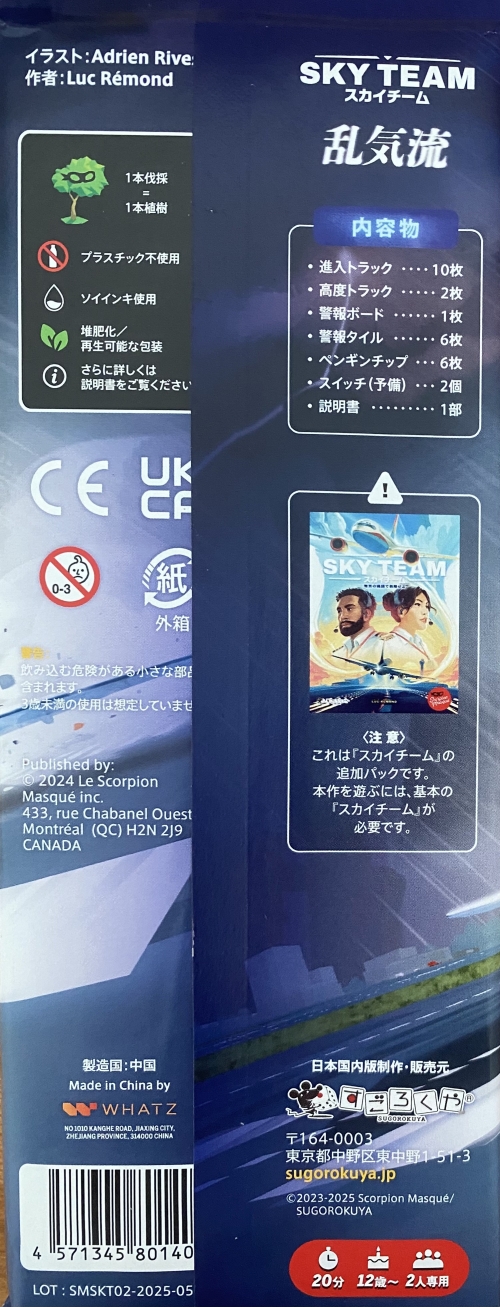 イラスト:Adrien Rives
作者:Luc Rémond
1本伐採
=
1本植樹
プラスチック不使用
ソイインキ使用
堆肥化／
再生可能な包装
さらに詳しくは
説明書をご覧ください
CE
UK
CA
0-3
紙
外箱
警告
飲み込む危険がある小さな部品
含まれます。
3歳未満の使用は想定していませ
Published by:
© 2024 Le Scorpion
Masqué inc.
433, rue Chabanel Ouest
Montréal (QC) H2N 2J9
CANADA
製造国:中国
Made in China by
WHATZ
NO 1010 KANGHE ROAD, JIAXING CITY,
ZHEJIANG PROVINCE, 314000 CHINA
4 571345 80140
LOT : SMSKT02-2025-05
SKY TEAM
スカイチーム
乱気流
内容物
• 進入トラック ････ 10枚
• 高度トラック ････ 2枚
• 警報ボード ････ 1枚
• 警報タイル ････ 6枚
• ペンギンチップ ････ 6枚
• スイッチ(予備) ･･･ 2個
• 説明書 ･････････ 1部
!
SKY TEAM
スカイチーム
LUC RÉMOND
〈注意〉
これは『スカイチーム』の
追加パックです。
本作を遊ぶには、基本の
『スカイチーム』が
必要です。
日本国内版制作・販売元
すごろくや®
SUGOROKUYA
〒164-0003
東京都中野区東中野1-51-3
sugorokuya.jp
©2023-2025 Scorpion Masqué/
SUGOROKUYA
20分 12歳～ 2人専用